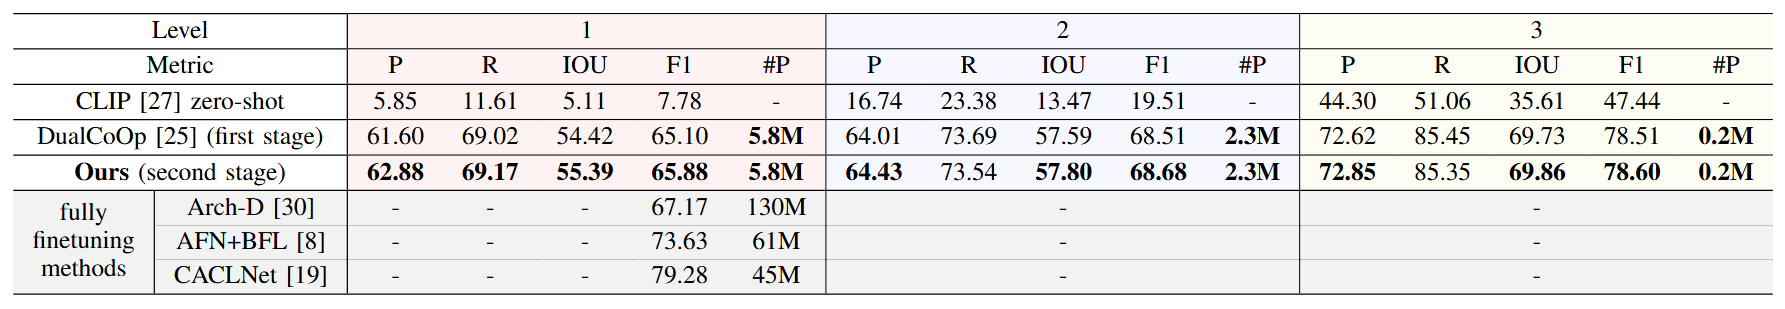 Level 1 2 3
Metric P R IOU F1 #P P R IOU F1 #P P R IOU F1 #P
CLIP [27] zero-shot 5.85 11.61 5.11 7.78 - 16.74 23.38 13.47 19.51 - 44.30 51.06 35.61 47.44 -
DualCoOp [25] (first stage) 61.60 69.02 54.42 65.10 5.8M 64.01 73.69 57.59 68.51 2.3M 72.62 85.45 69.73 78.51 0.2M
Ours (second stage) 62.88 69.17 55.39 65.88 5.8M 64.43 73.54 57.80 68.68 2.3M 72.85 85.35 69.86 78.60 0.2M
fully
finetuning
methods
Arch-D [30] - - - 67.17 130M - -
AFN+BFL [8] - - - 73.63 61M - -
CACLNet [19] - - - 79.28 45M - -